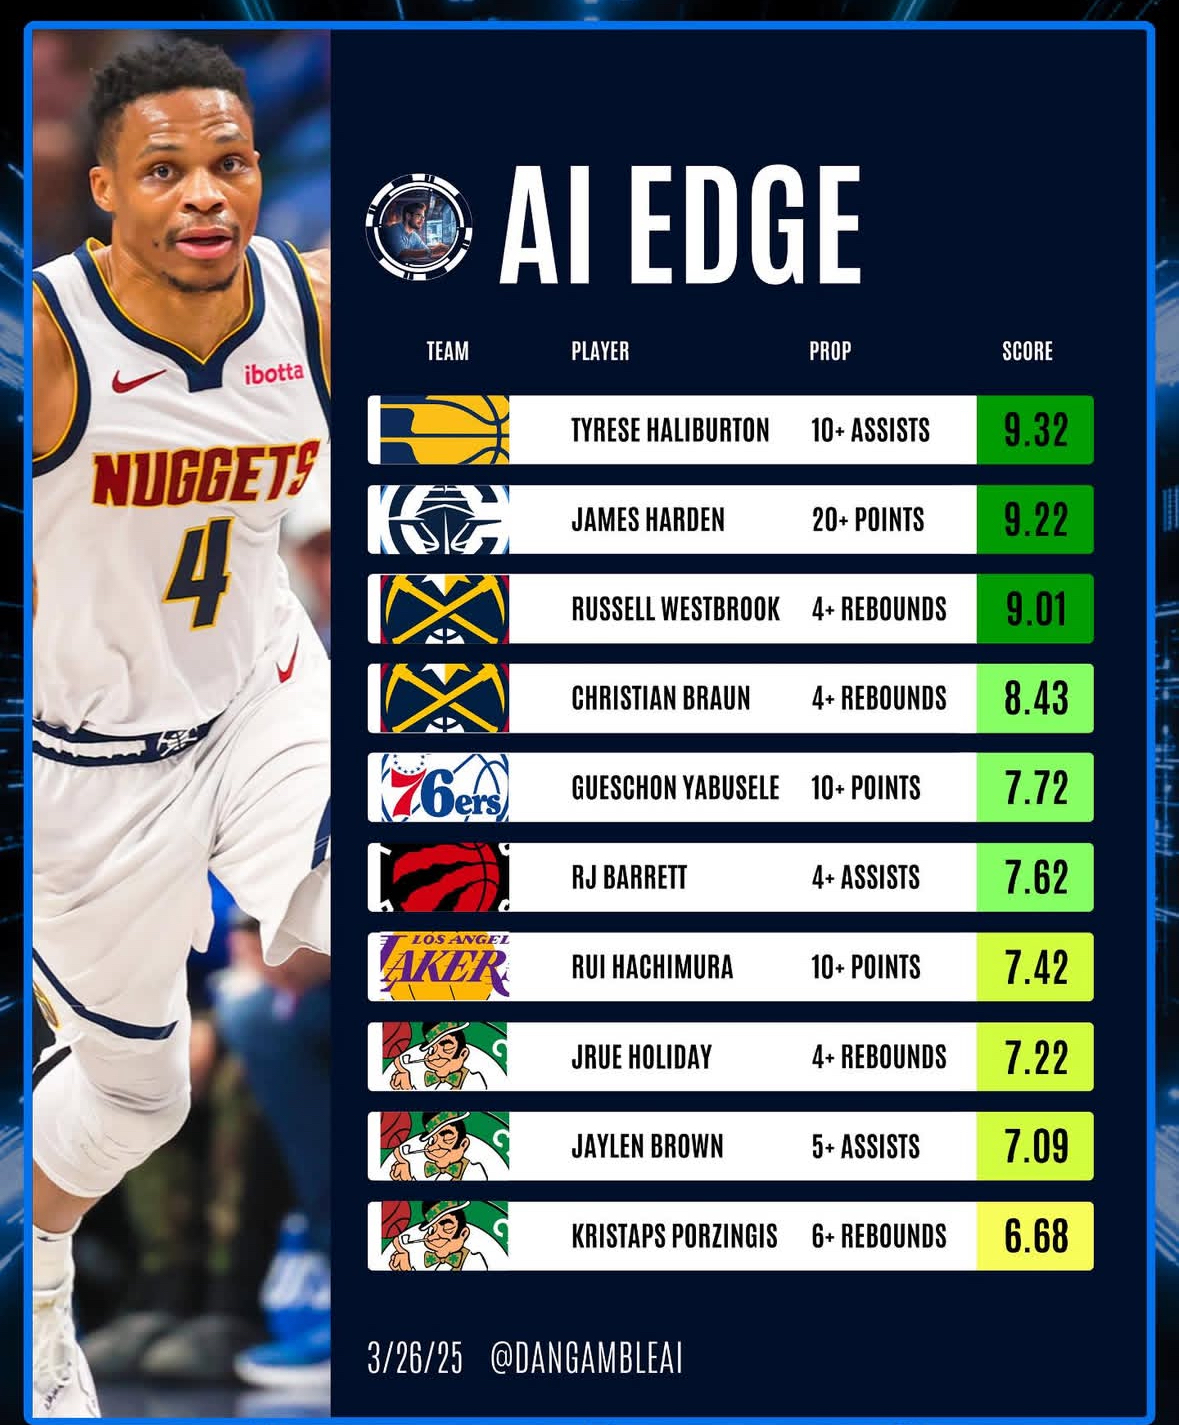 AI EDGE
TEAM PLAYER PROP SCORE
TYRESE HALIBURTON 10+ ASSISTS 9.32
JAMES HARDEN 20+ POINTS 9.22
RUSSELL WESTBROOK 4+ REBOUNDS 9.01
CHRISTIAN BRAUN 4+ REBOUNDS 8.43
76ers GUESCHON YABUSELE 10+ POINTS 7.72
RJ BARRETT 4+ ASSISTS 7.62
LOS ANGEL
AKER RUI HACHIMURA 10+ POINTS 7.42
JRUE HOLIDAY 4+ REBOUNDS 7.22
JAYLEN BROWN 5+ ASSISTS 7.09
KRISTAPS PORZINGIS 6+ REBOUNDS 6.68
3/26/25 @DANGAMBLEAI
ibotta
NUGGETS
4